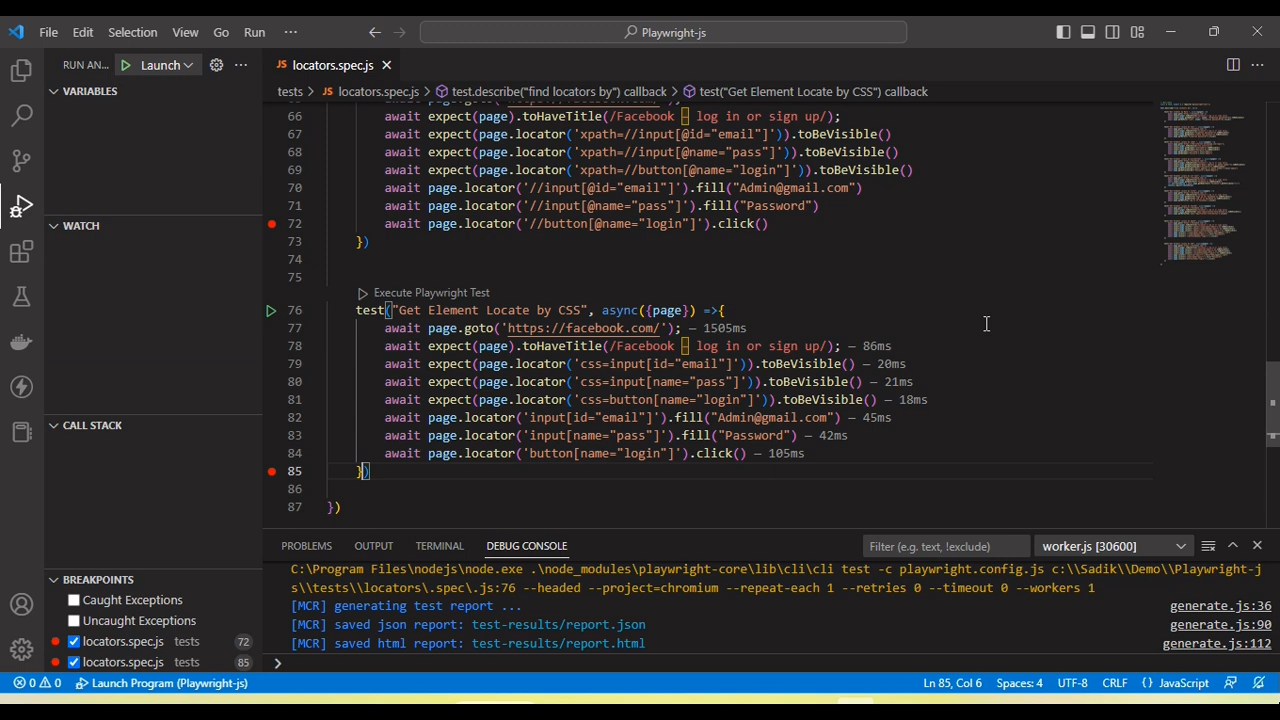 File Edit Selection View Go Run ··· Playwright-js
RUN AN... Launch ···
JS locators.spec.js
VARIABLES
tests > JS locators.spec.js > test.describe("find locators by") callback > test("Get Element Locate by CSS") callback
66 await expect(page).toHaveTitle(/Facebook – log in or sign up/);
67 await expect(page.locator('xpath=//input[@id="email"]')).toBeVisible()
68 await expect(page.locator('xpath=//input[@name="pass"]')).toBeVisible()
69 await expect(page.locator('xpath=//button[@name="login"]')).toBeVisible()
70 await page.locator('//input[@id="email"]').fill("Admin@gmail.com")
71 await page.locator('//input[@name="pass"]').fill("Password")
72 await page.locator('//button[@name="login"]').click()
73 })
74
75
Execute Playwright Test
76 test("Get Element Locate by CSS", async({page}) =>{
77 await page.goto('https://facebook.com/'); — 1505ms
78 await expect(page).toHaveTitle(/Facebook – log in or sign up/); — 86ms
79 await expect(page.locator('css=input[id="email"]')).toBeVisible() — 20ms
80 await expect(page.locator('css=input[name="pass"]')).toBeVisible() — 21ms
81 await expect(page.locator('css=button[name="login"]')).toBeVisible() — 18ms
82 await page.locator('input[id="email"]').fill("Admin@gmail.com") — 45ms
83 await page.locator('input[name="pass"]').fill("Password") — 42ms
84 await page.locator('button[name="login"]').click() — 105ms
85 })
86
87 })
WATCH
CALL STACK
BREAKPOINTS
Caught Exceptions
Uncaught Exceptions
locators.spec.js tests 72
locators.spec.js tests 85
PROBLEMS OUTPUT TERMINAL DEBUG CONSOLE Filter (e.g. text, !exclude) worker.js [30600]
C:\Program Files\nodejs\node.exe .\node_modules\playwright-core\lib\cli\cli test -c playwright.config.js c:\\Sadik\\Demo\\Playwright-j
s\\tests\\locators\.spec\.js:76 --headed --project=chromium --repeat-each 1 --retries 0 --timeout 0 --workers 1
[MCR] generating test report ... generate.js:36
[MCR] saved json report: test-results/report.json generate.js:90
[MCR] saved html report: test-results/report.html generate.js:112
0 0 Launch Program (Playwright-js) Ln 85, Col 6 Spaces: 4 UTF-8 CRLF {} JavaScript